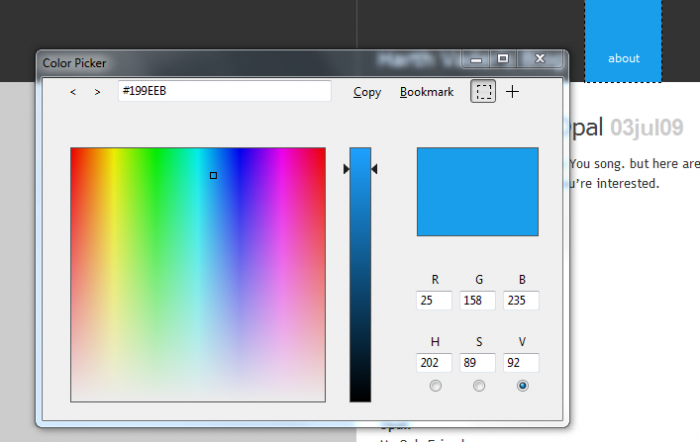 about
Color Picker
< >
#199EEB
Copy
Bookmark
pal 03jul09
You song. but here are
u're interested.
R G B
25 158 235
H S V
202 89 92